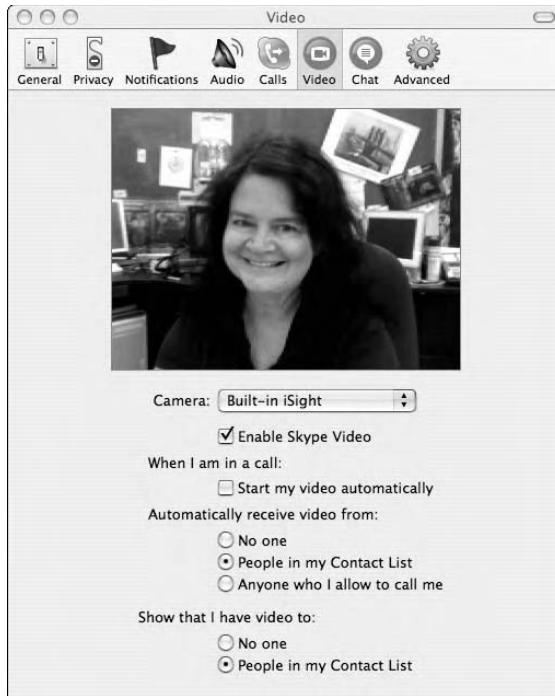 Video
General Privacy Notifications Audio Calls Video Chat Advanced
Camera: Built-in iSight
Enable Skype Video
When I am in a call:
Start my video automatically
Automatically receive video from:
No one
People in my Contact List
Anyone who I allow to call me
Show that I have video to:
No one
People in my Contact List